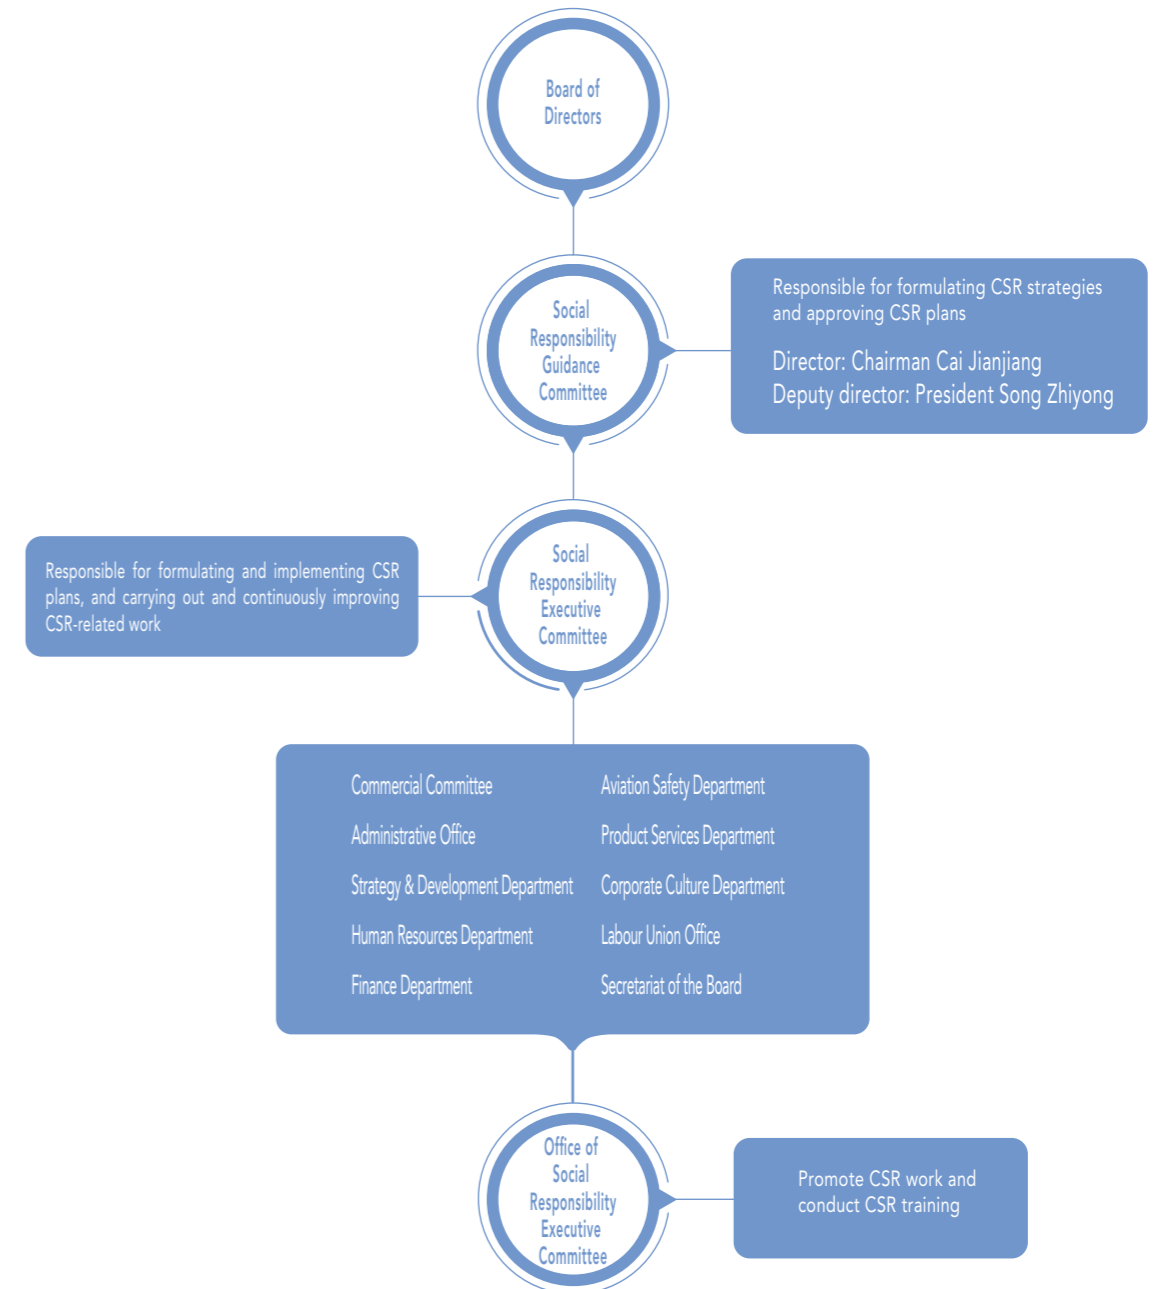 Board of
Directors
Social
Responsibility
Guidance
Committee
Responsible for formulating CSR strategies
and approving CSR plans
Director: Chairman Cai Jianjiang
Deputy director: President Song Zhiyong
Social
Responsibility
Executive
Committee
Responsible for formulating and implementing CSR
plans, and carrying out and continuously improving
CSR-related work
Commercial Committee
Administrative Office
Strategy & Development Department
Human Resources Department
Finance Department
Aviation Safety Department
Product Services Department
Corporate Culture Department
Labour Union Office
Secretariat of the Board
Office of
Social
Responsibility
Executive
Committee
Promote CSR work and
conduct CSR training